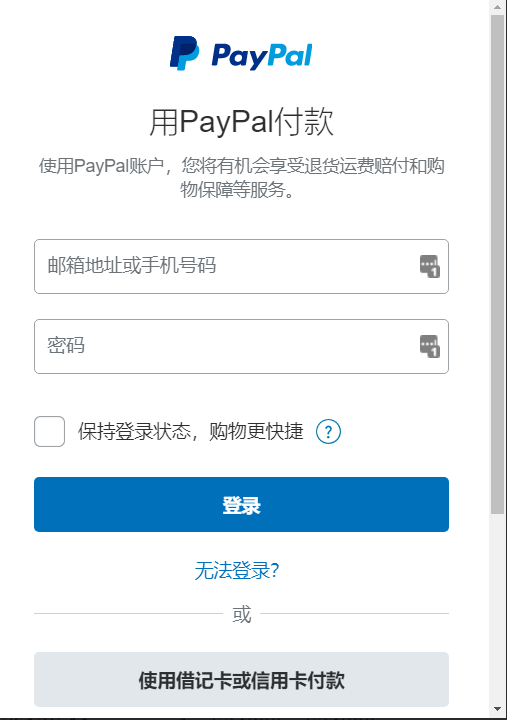 PayPal
用PayPal付款
使用PayPal账户，您将有机会享受退货运费赔付和购
物保障等服务。
邮箱地址或手机号码
1
密码
1
保持登录状态，购物更快捷 ?
登录
无法登录？
或
使用借记卡或信用卡付款